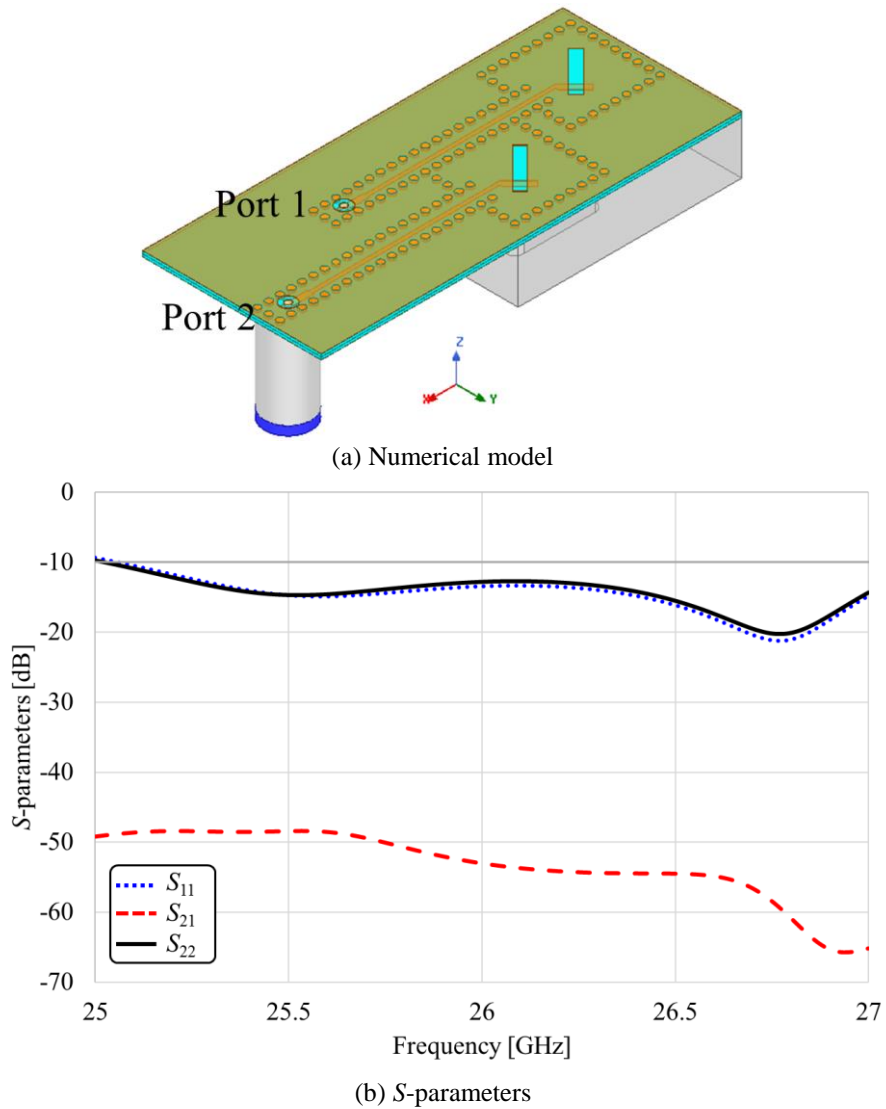 Port 1
Port 2
Z
X
Y
(a) Numerical model
0
-10
-20
-30
-40
-50
-60
-70
S-parameters [dB]
S11
S21
S22
25
25.5
26
26.5
27
Frequency [GHz]
(b) S-parameters